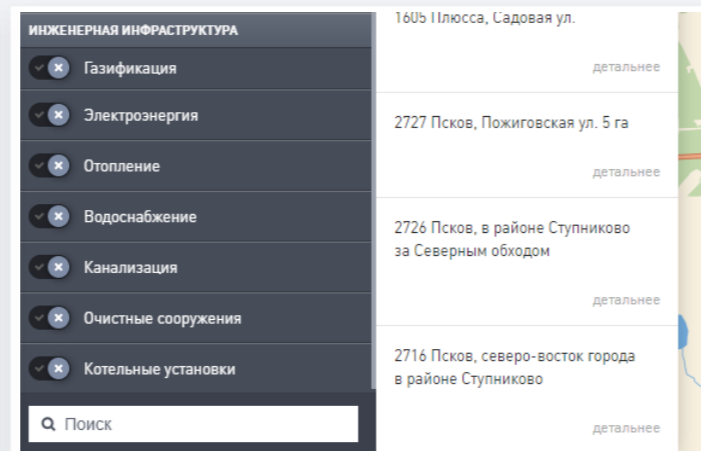 ИНЖЕНЕРНАЯ ИНФРАСТРУКТУРА
Газификация
Электроэнергия
Отопление
Водоснабжение
Канализация
Очистные сооружения
Котельные установки
Поиск
1605 Плюсса, Садовая ул.
детальнее
2727 Псков, Пожиговская ул. 5 га
детальнее
2726 Псков, в районе Ступниково
за Северным обходом
детальнее
2716 Псков, северо-восток города
в районе Ступниково
детальнее